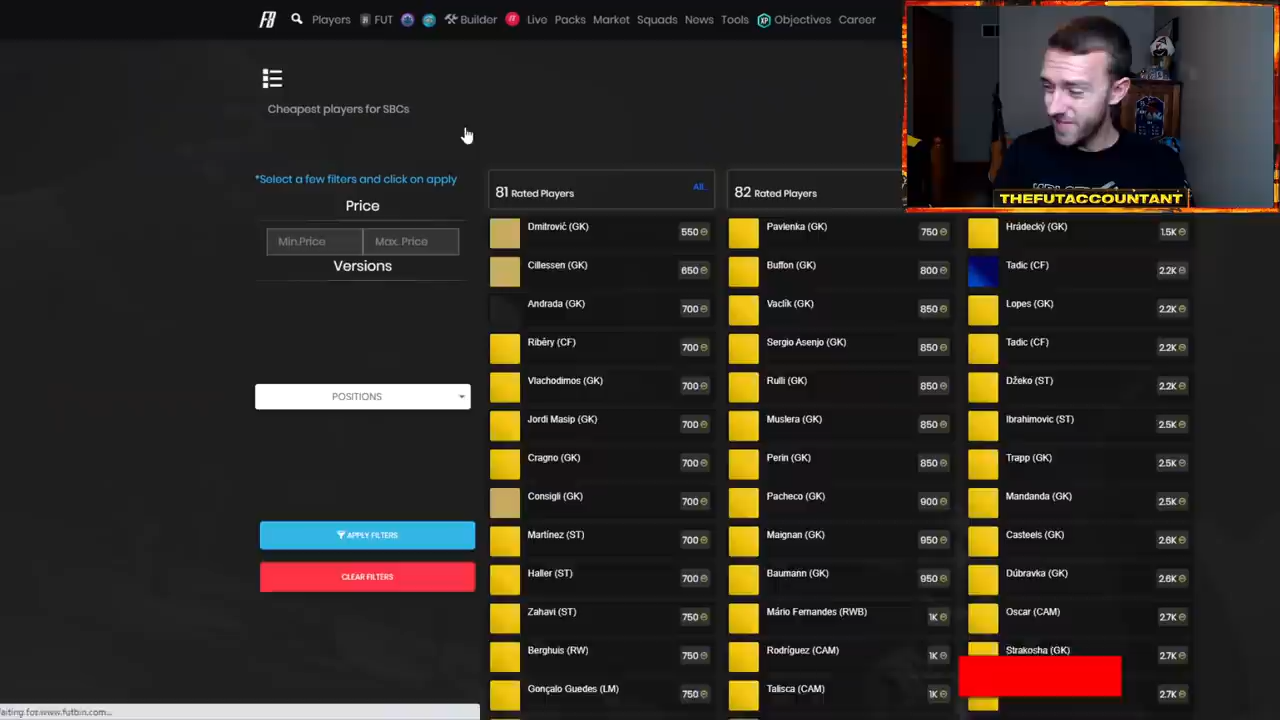 FB Players FUT Builder Live Packs Market Squads News Tools XP Objectives Career
Cheapest players for SBCs
*Select a few filters and click on apply
Price
Min.Price Max. Price
Versions
POSITIONS
APPLY FILTERS
CLEAR FILTERS
81 Rated Players All..
Dmitrovič (GK) 550
Cillessen (GK) 650
Andrada (GK) 700
Ribéry (CF) 700
Vlachodimos (GK) 700
Jordi Masip (GK) 700
Cragno (GK) 700
Consigli (GK) 700
Martínez (ST) 700
Haller (ST) 700
Zahavi (ST) 750
Berghuis (RW) 750
Gonçalo Guedes (LM) 750
82 Rated Players
Pavlenka (GK) 750
Buffon (GK) 800
Vaclík (GK) 850
Sergio Asenjo (GK) 850
Rulli (GK) 850
Muslera (GK) 850
Perin (GK) 850
Pacheco (GK) 900
Maignan (GK) 950
Baumann (GK) 950
Mário Fernandes (RWB) 1K
Rodríguez (CAM) 1K
Talisca (CAM) 1K
Hrádecký (GK) 1.5K
Tadic (CF) 2.2K
Lopes (GK) 2.2K
Tadic (CF) 2.2K
Džeko (ST) 2.2K
Ibrahimovic (ST) 2.5K
Trapp (GK) 2.5K
Mandanda (GK) 2.5K
Casteels (GK) 2.6K
Dúbravka (GK) 2.6K
Oscar (CAM) 2.7K
Strakosha (GK) 2.7K
2.7K
THEFUTACCOUNTANT
aiting for www.futbin.com...